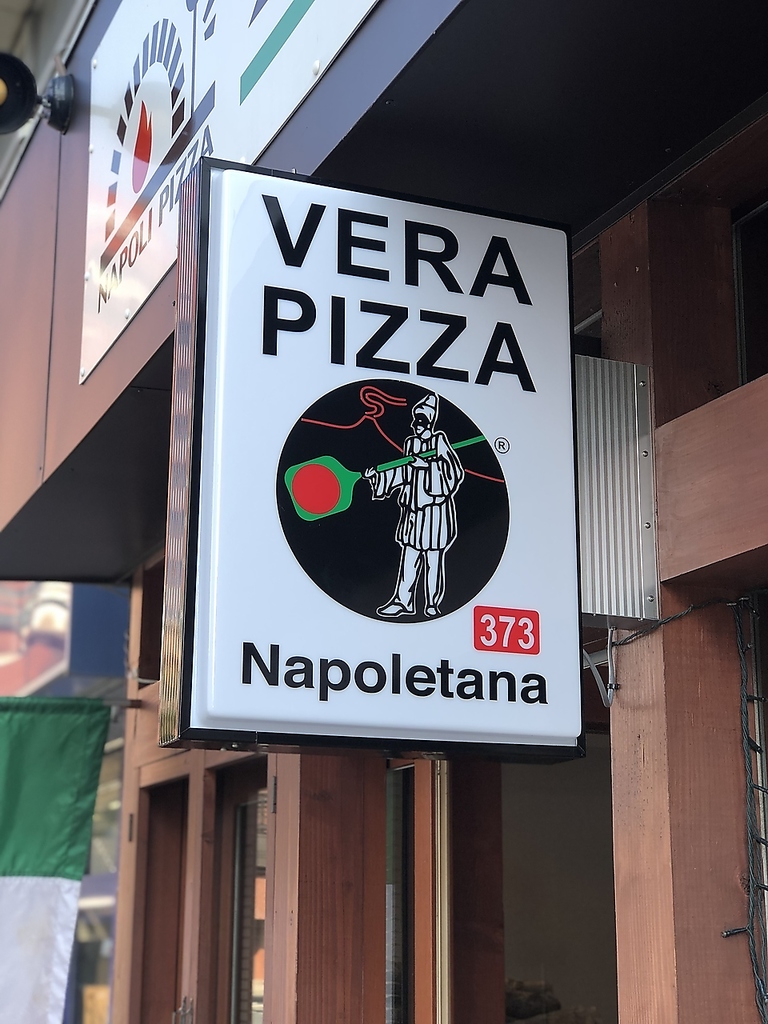 NAPOLI PIZZA
VERA
PIZZA
®
373
Napoletana